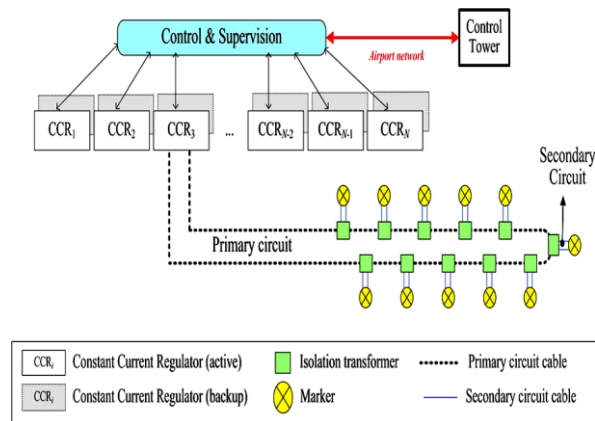 Control & Supervision
Airport network
Control
Tower
CCR1 CCR2 CCR3 ... CCRN-2 CCRN-1 CCRN
Secondary
Circuit
Primary circuit
CCRi Constant Current Regulator (active) Isolation transformer Primary circuit cable
CCRi Constant Current Regulator (backup) Marker Secondary circuit cable